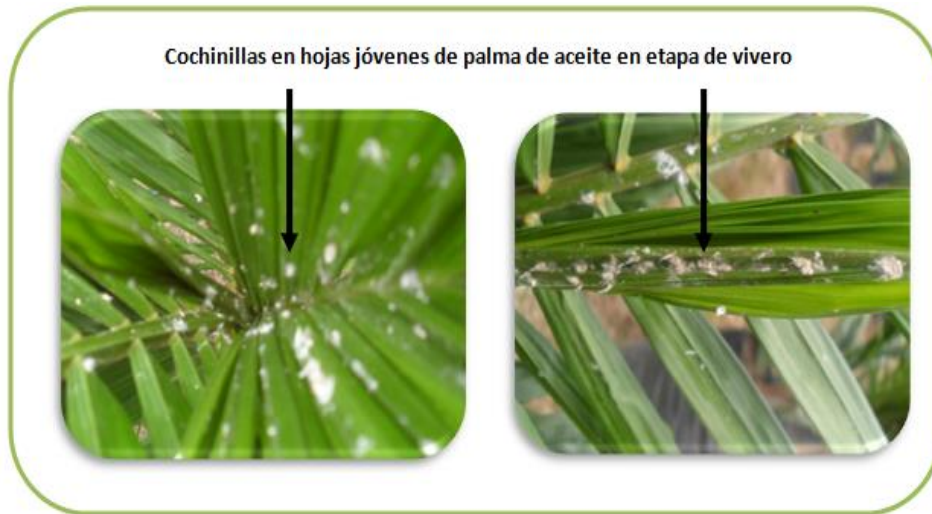 Cochinillas en hojas jóvenes de palma de aceite en etapa de vivero